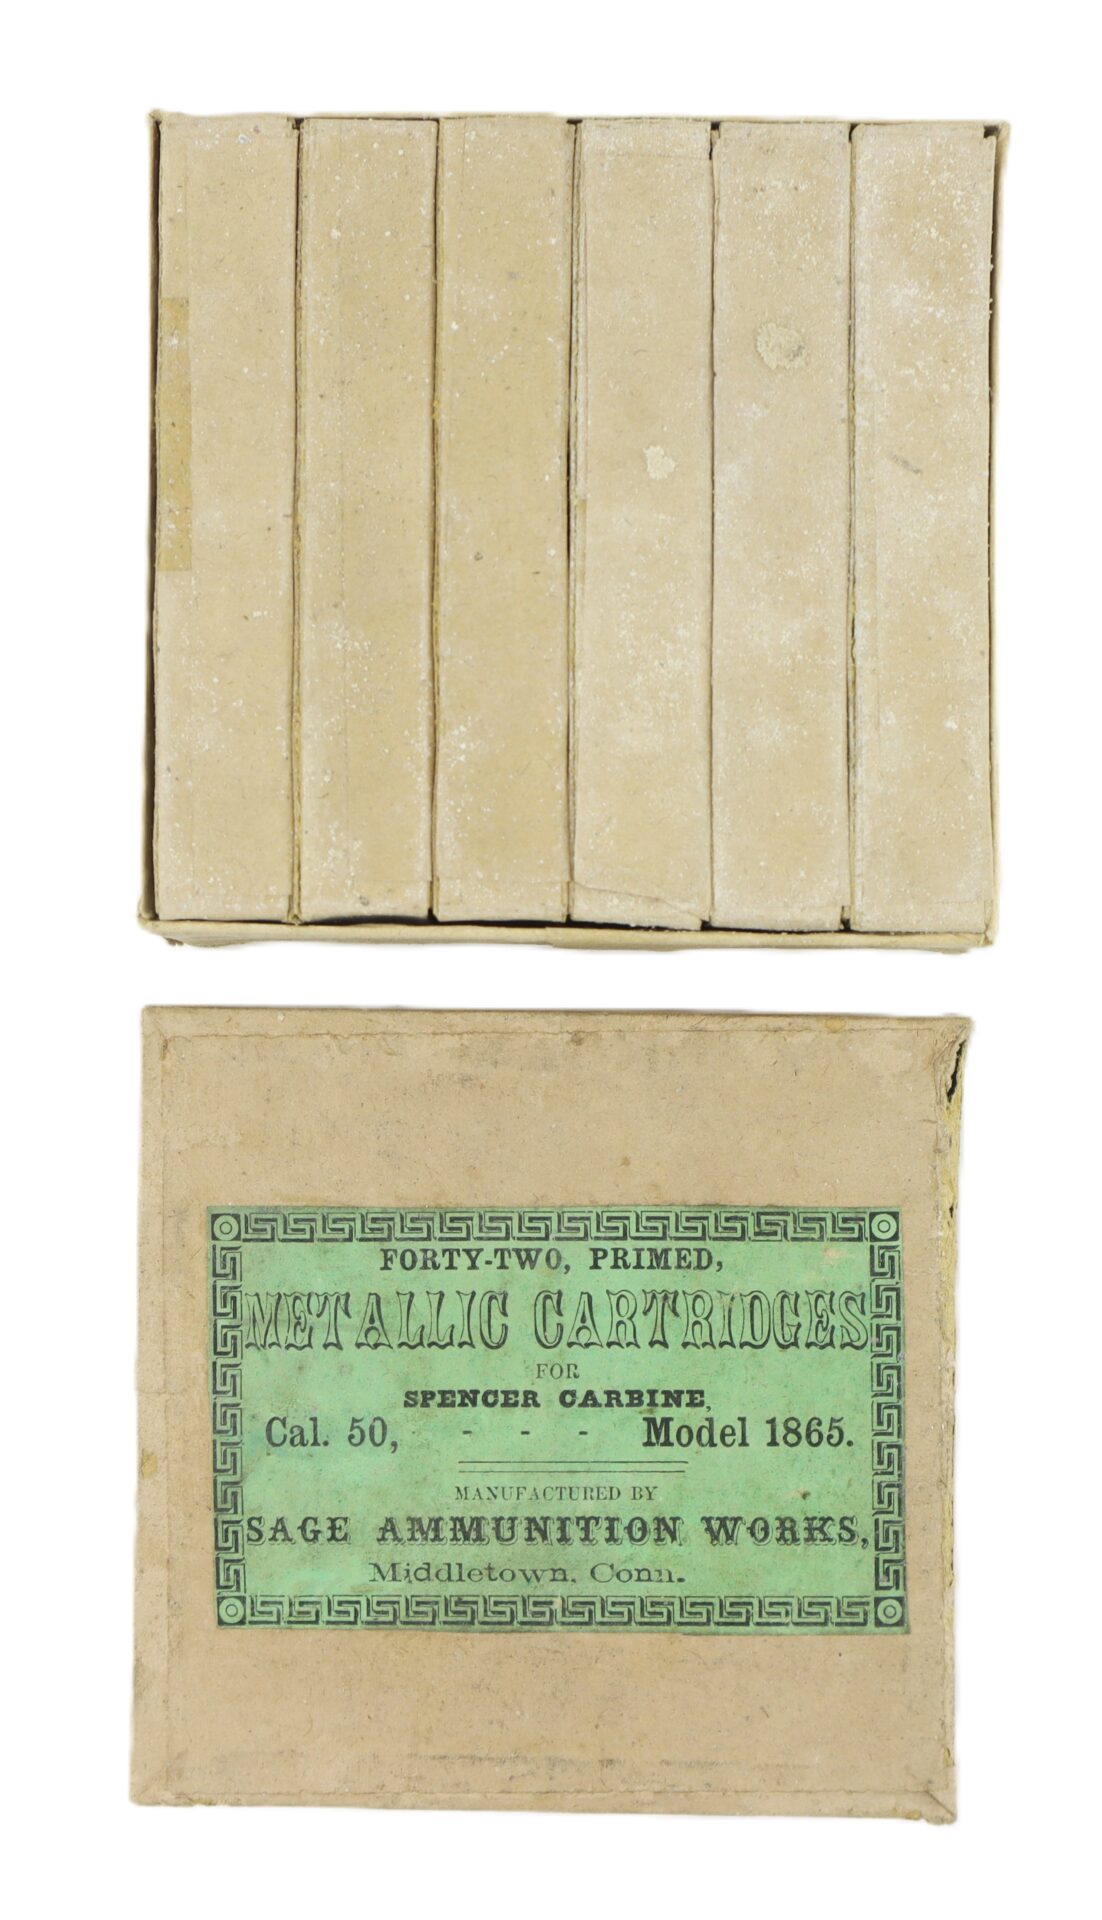 FORTY-TWO, PRIMED,
METALLIC CARTRIDGES
FOR
SPENCER CARBINE,
Cal. 50, - - - Model 1865.
MANUFACTURED BY
SAGE AMMUNITION WORKS,
Middletown, Conn.